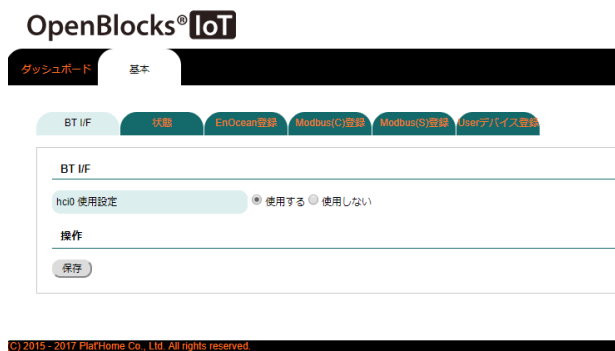 OpenBlocks® IoT
ダッシュボード 基本
BT I/F 状態 EnOcean登録 Modbus(C)登録 Modbus(S)登録 Userデバイス登録
BT I/F
hci0 使用設定 使用する 使用しない
操作
保存
(C) 2015 - 2017 Plat'Home Co., Ltd. All rights reserved.